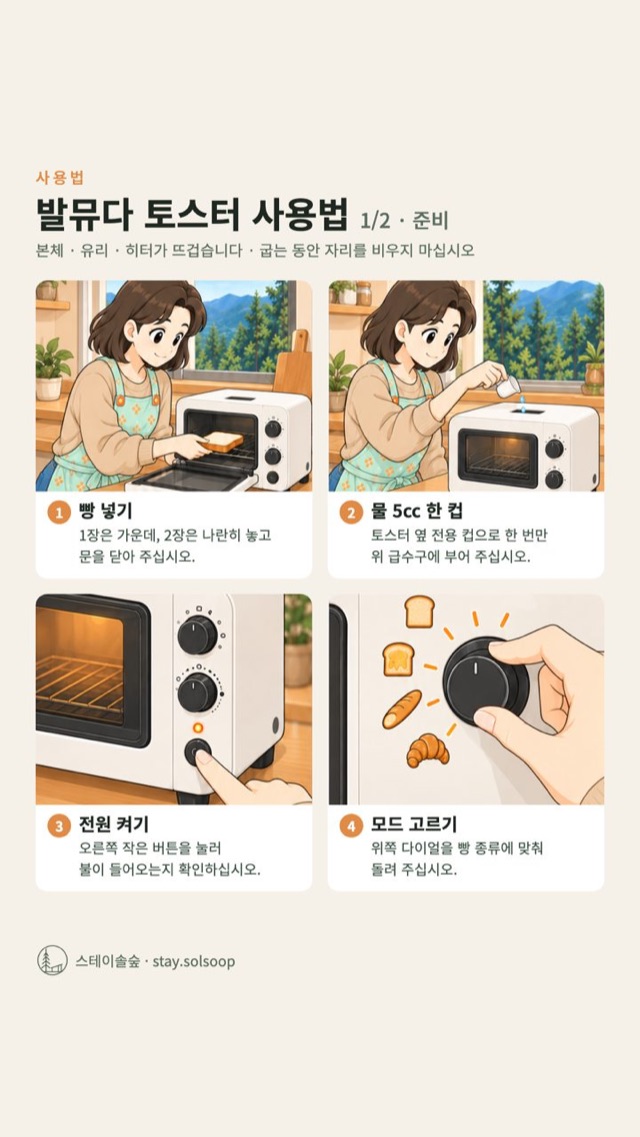 사용법
발뮤다 토스터 사용법 1/2 · 준비
본체 · 유리 · 히터가 뜨겁습니다 · 굽는 동안 자리를 비우지 마십시오
1 빵 넣기
1장은 가운데, 2장은 나란히 놓고
문을 닫아 주십시오.
2 물 5cc 한 컵
토스터 옆 전용 컵으로 한 번만
위 급수구에 부어 주십시오.
3 전원 켜기
오른쪽 작은 버튼을 눌러
불이 들어오는지 확인하십시오.
4 모드 고르기
위쪽 다이얼을 빵 종류에 맞춰
돌려 주십시오.
스테이솔숲 · stay.solsoop